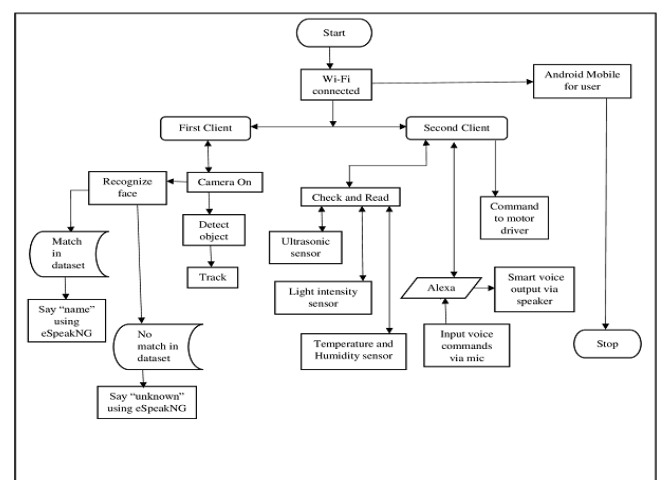 Start
Wi-Fi
connected
Android Mobile
for user
First Client
Second Client
Recognize
face
Camera On
Check and Read
Command
to motor
driver
Detect
object
Match
in
dataset
Ultrasonic
sensor
Track
Alexa
Smart voice
output via
speaker
Light intensity
sensor
Say “name”
using
eSpeakNG
No
match in
dataset
Temperature and
Humidity sensor
Input voice
commands
via mic
Stop
Say “unknown”
using eSpeakNG